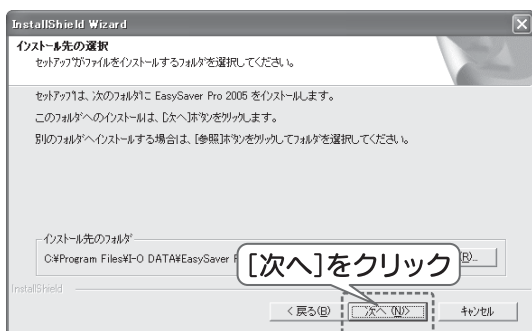 InstallShield Wizard
インストール先の選択
セットアップがファイルをインストールするフォルダを選択してください。
セットアップは、次のフォルダに EasySaver Pro 2005 をインストールします。
このフォルダへのインストールは、[次へ]ボタンをクリックします。
別のフォルダへインストールする場合は、[参照]ボタンをクリックしてフォルダを選択してください。
インストール先のフォルダ
C:¥Program Files¥I-O DATA¥EasySaver
(R)...
[次へ]をクリック
InstallShield
< 戻る(B)
次へ (N)>
キャンセル